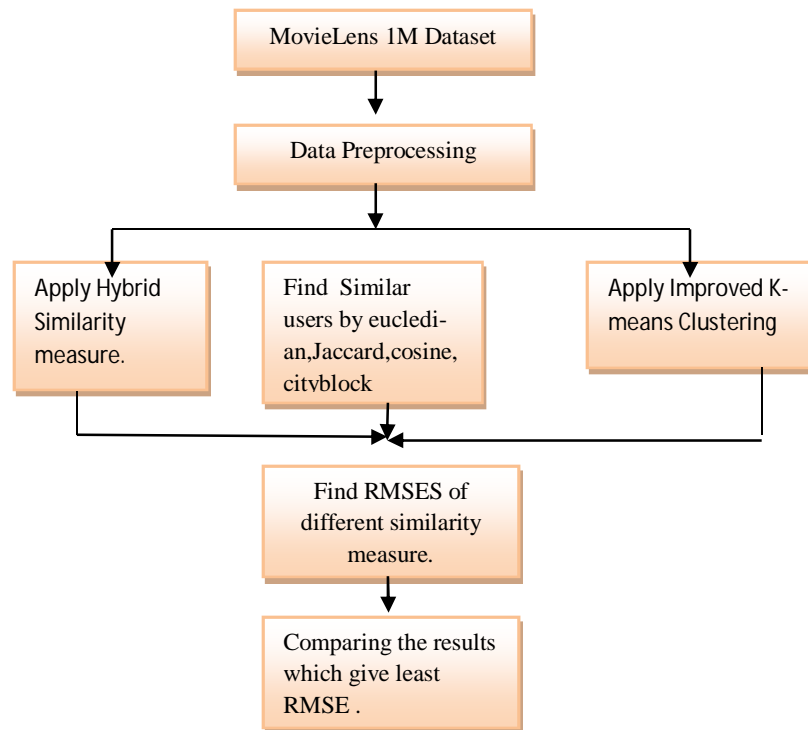 MovieLens 1M Dataset
Data Preprocessing
Apply Hybrid
Similarity
measure.
Find Similar
users by eucledi-
an,Jaccard,cosine,
cityblock
Apply Improved K-
means Clustering
Find RMSES of
different similarity
measure.
Comparing the results
which give least
RMSE .